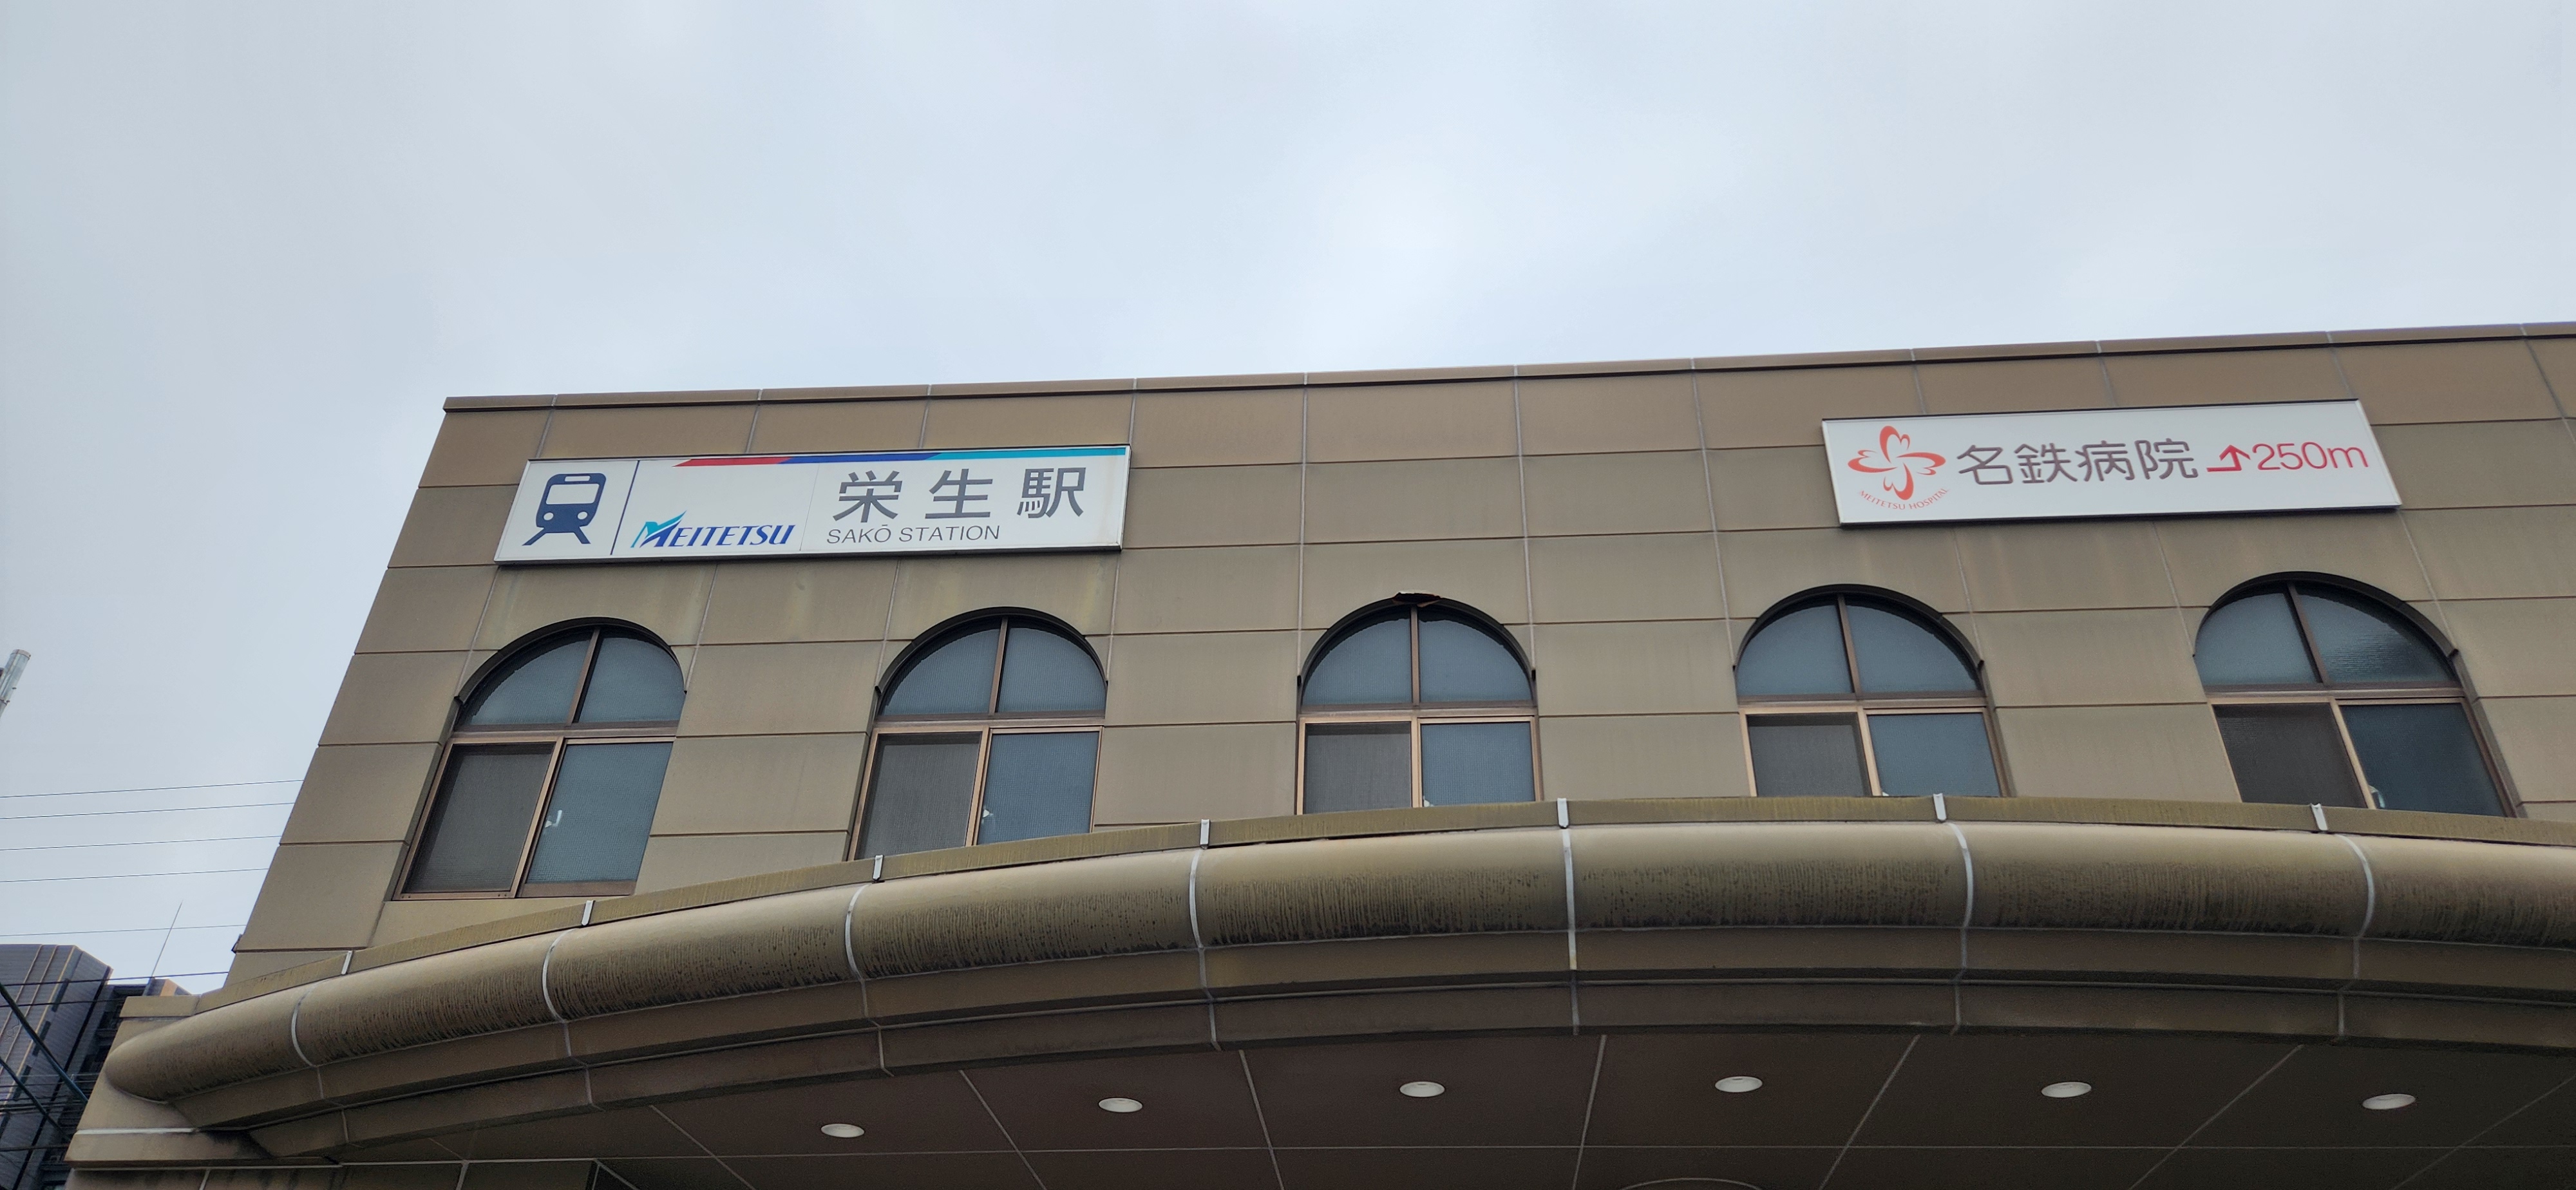 MEITETSU
栄生駅
SAKŌ STATION
名鉄病院 ⮥250m
MEITETSU HOSPITAL